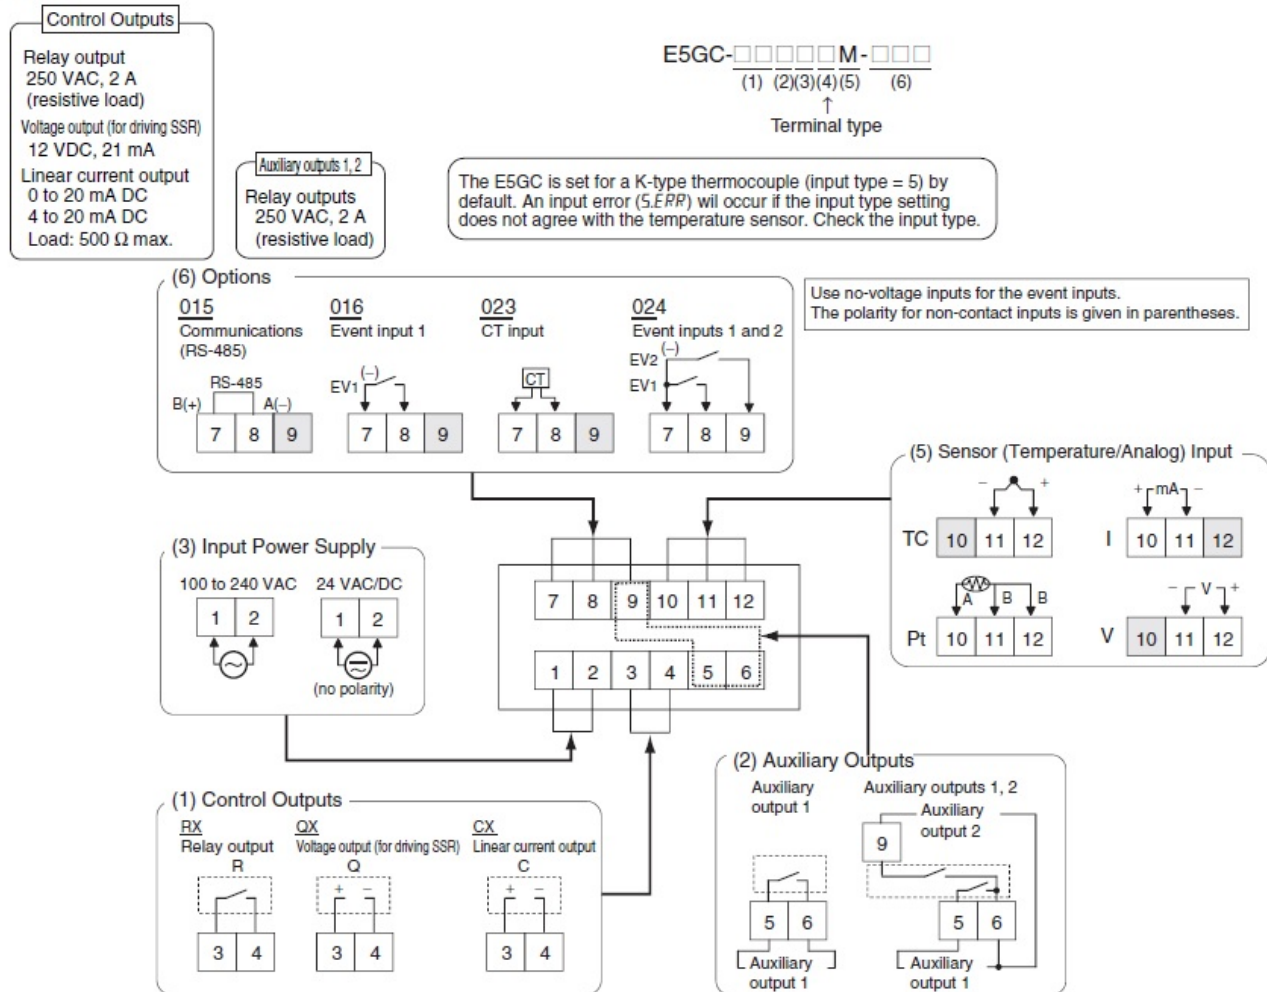 Control Outputs
Relay output
250 VAC, 2 A
(resistive load)
Voltage output (for driving SSR)
12 VDC, 21 mA
Linear current output
0 to 20 mA DC
4 to 20 mA DC
Load: 500 Ω max.
Auxiliary outputs 1, 2
Relay outputs
250 VAC, 2 A
(resistive load)
E5GC-□□□□□M-□□□
(1) (2)(3)(4)(5) (6)
↑
Terminal type
The E5GC is set for a K-type thermocouple (input type = 5) by
default. An input error (S.ERR) will occur if the input type setting
does not agree with the temperature sensor. Check the input type.
(6) Options
015
Communications
(RS-485)
RS-485
B(+) A(−)
7 8 9
016
Event input 1
(−)
EV1
7 8 9
023
CT input
CT
7 8 9
024
Event inputs 1 and 2
(−)
EV2
EV1
7 8 9
Use no-voltage inputs for the event inputs.
The polarity for non-contact inputs is given in parentheses.
(5) Sensor (Temperature/Analog) Input
− +
TC 10 11 12
+ mA −
I 10 11 12
A B B
Pt 10 11 12
− V +
V 10 11 12
(3) Input Power Supply
100 to 240 VAC
1 2
24 VAC/DC
1 2
(no polarity)
7 8 9 10 11 12
1 2 3 4 5 6
(1) Control Outputs
RX
Relay output
R
3 4
QX
Voltage output (for driving SSR)
Q
+ −
3 4
CX
Linear current output
C
+ −
3 4
(2) Auxiliary Outputs
Auxiliary
output 1
5 6
Auxiliary
output 1
Auxiliary outputs 1, 2
Auxiliary
output 2
9
5 6
Auxiliary
output 1